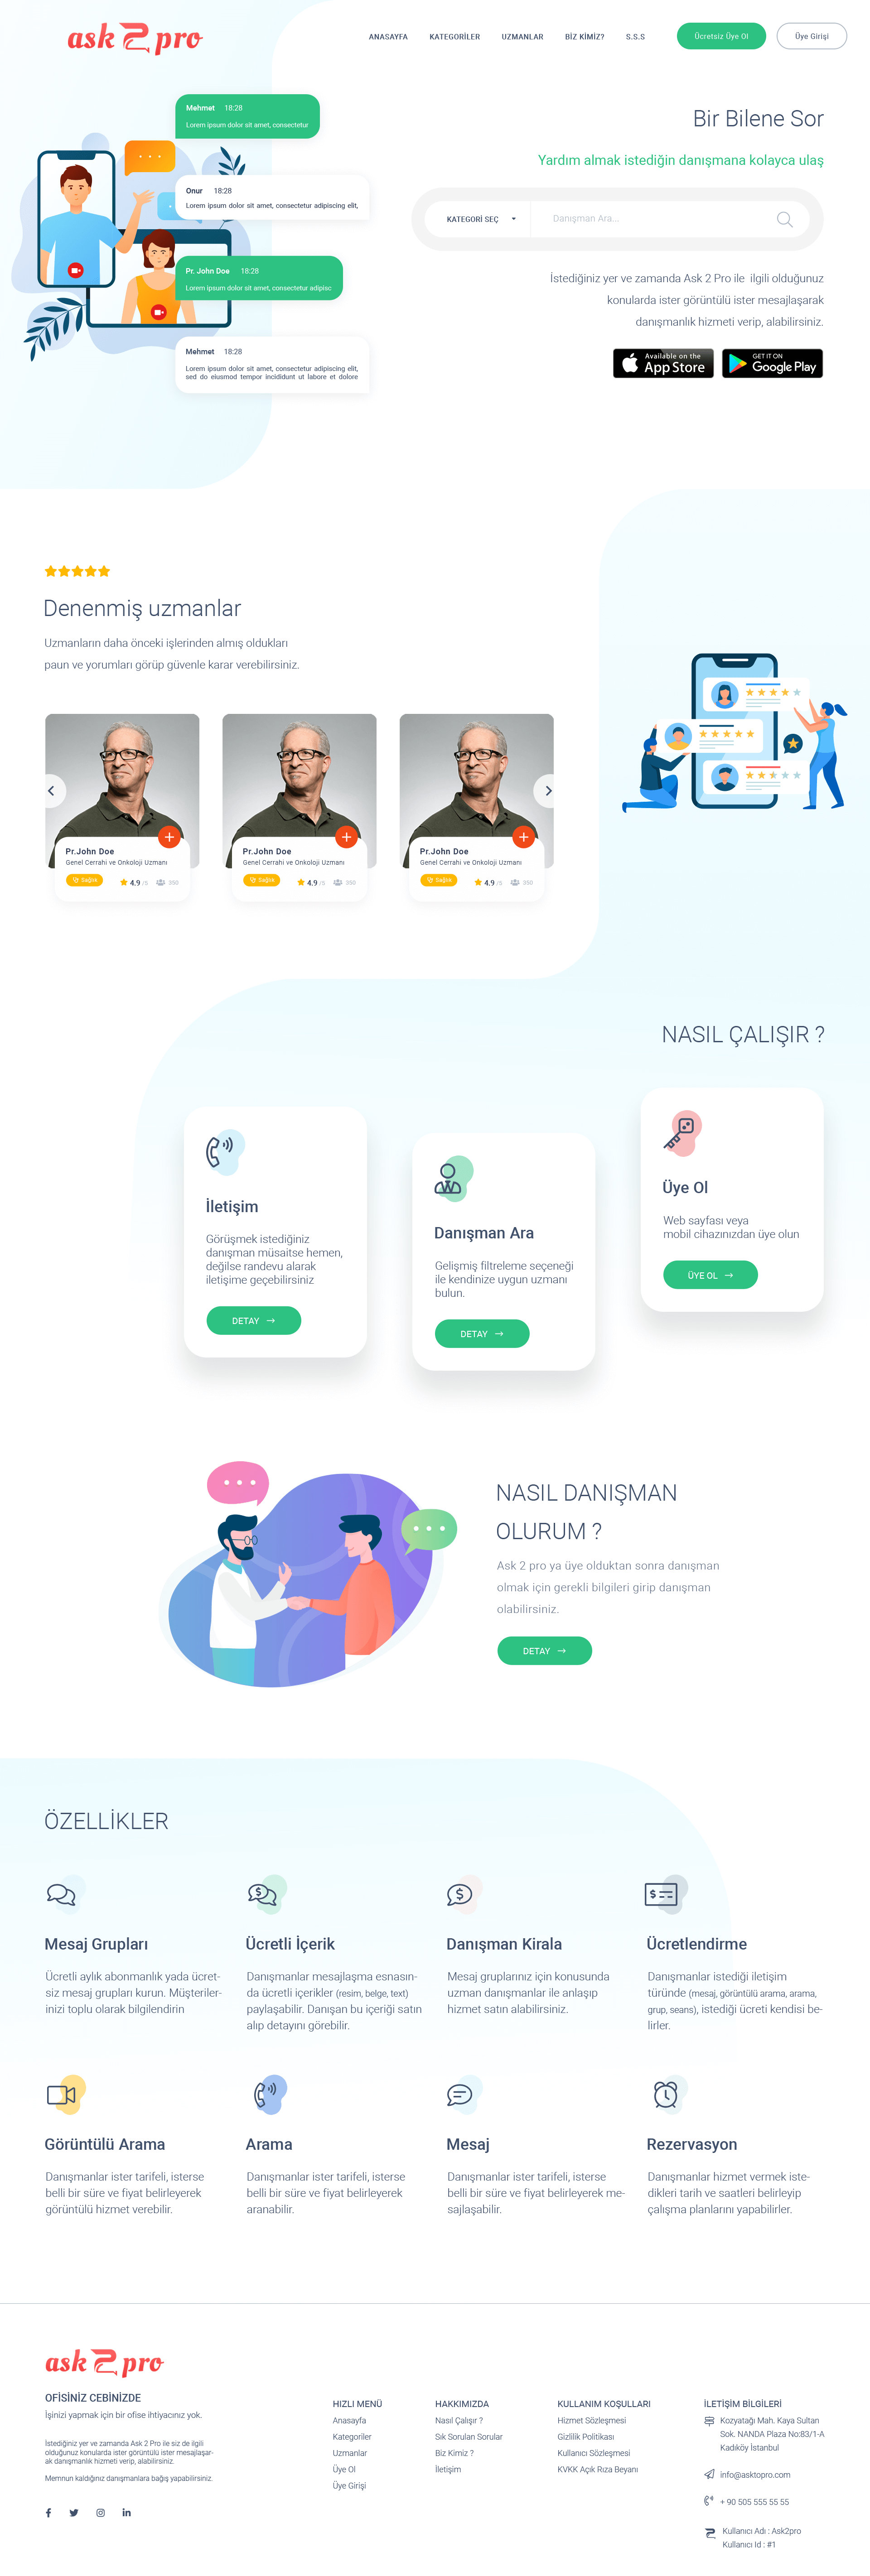 ask 2 pro
ANASAYFA KATEGORİLER UZMANLAR BİZ KİMİZ? S.S.S Ücretsiz Üye Ol Üye Girişi
Mehmet 18:28
Lorem ipsum dolor sit amet, consectetur
Onur 18:28
Lorem ipsum dolor sit amet, consectetur adipiscing elit,
Pr. John Doe 18:28
Lorem ipsum dolor sit amet, consectetur adipisc
Mehmet 18:28
Lorem ipsum dolor sit amet, consectetur adipiscing elit,
sed do eiusmod tempor incididunt ut labore et dolore
Bir Bilene Sor
Yardım almak istediğin danışmana kolayca ulaş
KATEGORİ SEÇ Danışman Ara...
İstediğiniz yer ve zamanda Ask 2 Pro ile ilgili olduğunuz
konularda ister görüntülü ister mesajlaşarak
danışmanlık hizmeti verip, alabilirsiniz.
Available on the
App Store
GET IT ON
Google Play
Denenmiş uzmanlar
Uzmanların daha önceki işlerinden almış oldukları
paun ve yorumları görüp güvenle karar verebilirsiniz.
Pr.John Doe
Genel Cerrahi ve Onkoloji Uzmanı
Sağlık 4.9 /5 350
Pr.John Doe
Genel Cerrahi ve Onkoloji Uzmanı
Sağlık 4.9 /5 350
Pr.John Doe
Genel Cerrahi ve Onkoloji Uzmanı
Sağlık 4.9 /5 350
NASIL ÇALIŞIR ?
İletişim
Görüşmek istediğiniz
danışman müsaitse hemen,
değilse randevu alarak
iletişime geçebilirsiniz
DETAY
Danışman Ara
Gelişmiş filtreleme seçeneği
ile kendinize uygun uzmanı
bulun.
DETAY
Üye Ol
Web sayfası veya
mobil cihazınızdan üye olun
ÜYE OL
NASIL DANIŞMAN
OLURUM ?
Ask 2 pro ya üye olduktan sonra danışman
olmak için gerekli bilgileri girip danışman
olabilirsiniz.
DETAY
ÖZELLİKLER
Mesaj Grupları
Ücretli aylık abonmanlık yada ücret-
siz mesaj grupları kurun. Müşteriler-
inizi toplu olarak bilgilendirin
Ücretli İçerik
Danışmanlar mesajlaşma esnasın-
da ücretli içerikler (resim, belge, text)
paylaşabilir. Danışan bu içeriği satın
alıp detayını görebilir.
Danışman Kirala
Mesaj gruplarınız için konusunda
uzman danışmanlar ile anlaşıp
hizmet satın alabilirsiniz.
Ücretlendirme
Danışmanlar istediği iletişim
türünde (mesaj, görüntülü arama, arama,
grup, seans), istediği ücreti kendisi be-
lirler.
Görüntülü Arama
Danışmanlar ister tarifeli, isterse
belli bir süre ve fiyat belirleyerek
görüntülü hizmet verebilir.
Arama
Danışmanlar ister tarifeli, isterse
belli bir süre ve fiyat belirleyerek
aranabilir.
Mesaj
Danışmanlar ister tarifeli, isterse
belli bir süre ve fiyat belirleyerek me-
sajlaşabilir.
Rezervasyon
Danışmanlar hizmet vermek iste-
dikleri tarih ve saatleri belirleyip
çalışma planlarını yapabilirler.
ask 2 pro
OFİSİNİZ CEBİNİZDE
İşinizi yapmak için bir ofise ihtiyacınız yok.
İstediğiniz yer ve zamanda Ask 2 Pro ile siz de ilgili
olduğunuz konularda ister görüntülü ister mesajlaşar-
ak danışmanlık hizmeti verip, alabilirsiniz.
Memnun kaldığınız danışmanlara bağış yapabilirsiniz.
HIZLI MENÜ
Anasayfa
Kategoriler
Uzmanlar
Üye Ol
Üye Girişi
HAKKIMIZDA
Nasıl Çalışır ?
Sık Sorulan Sorular
Biz Kimiz ?
İletişim
KULLANIM KOŞULLARI
Hizmet Sözleşmesi
Gizlilik Politikası
Kullanıcı Sözleşmesi
KVKK Açık Rıza Beyanı
İLETİŞİM BİLGİLERİ
Kozyatağı Mah. Kaya Sultan
Sok. NANDA Plaza No:83/1-A
Kadıköy İstanbul
info@asktopro.com
+ 90 505 555 55 55
Kullanıcı Adı : Ask2pro
Kullanıcı Id : #1